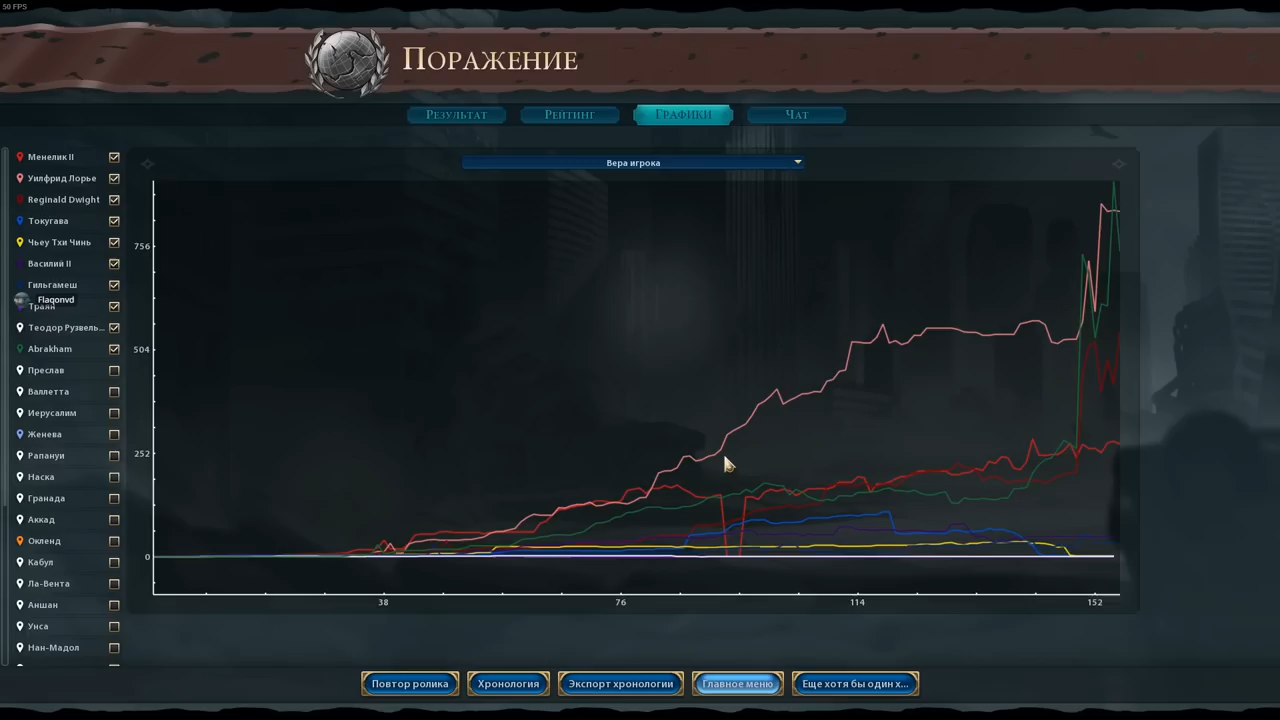 50 FPS
Поражение
Результат
Рейтинг
Графики
Чат
Вера игрока
Менелик II
Уилфрид Лорье
Reginald Dwight
Токугава
Чьеу Тхи Чинь
Василий II
Гильгамеш
Flaqonvd
Траян
Теодор Рузвель...
Abrakham
Преслав
Валлетта
Иерусалим
Женева
Рапануи
Наска
Гранада
Аккад
Окленд
Кабул
Ла-Вента
Аншан
Унса
Нан-Мадол
756
504
252
0
38
76
114
152
Повтор ролика
Хронология
Экспорт хронологии
Главное меню
Еще хотя бы один х...